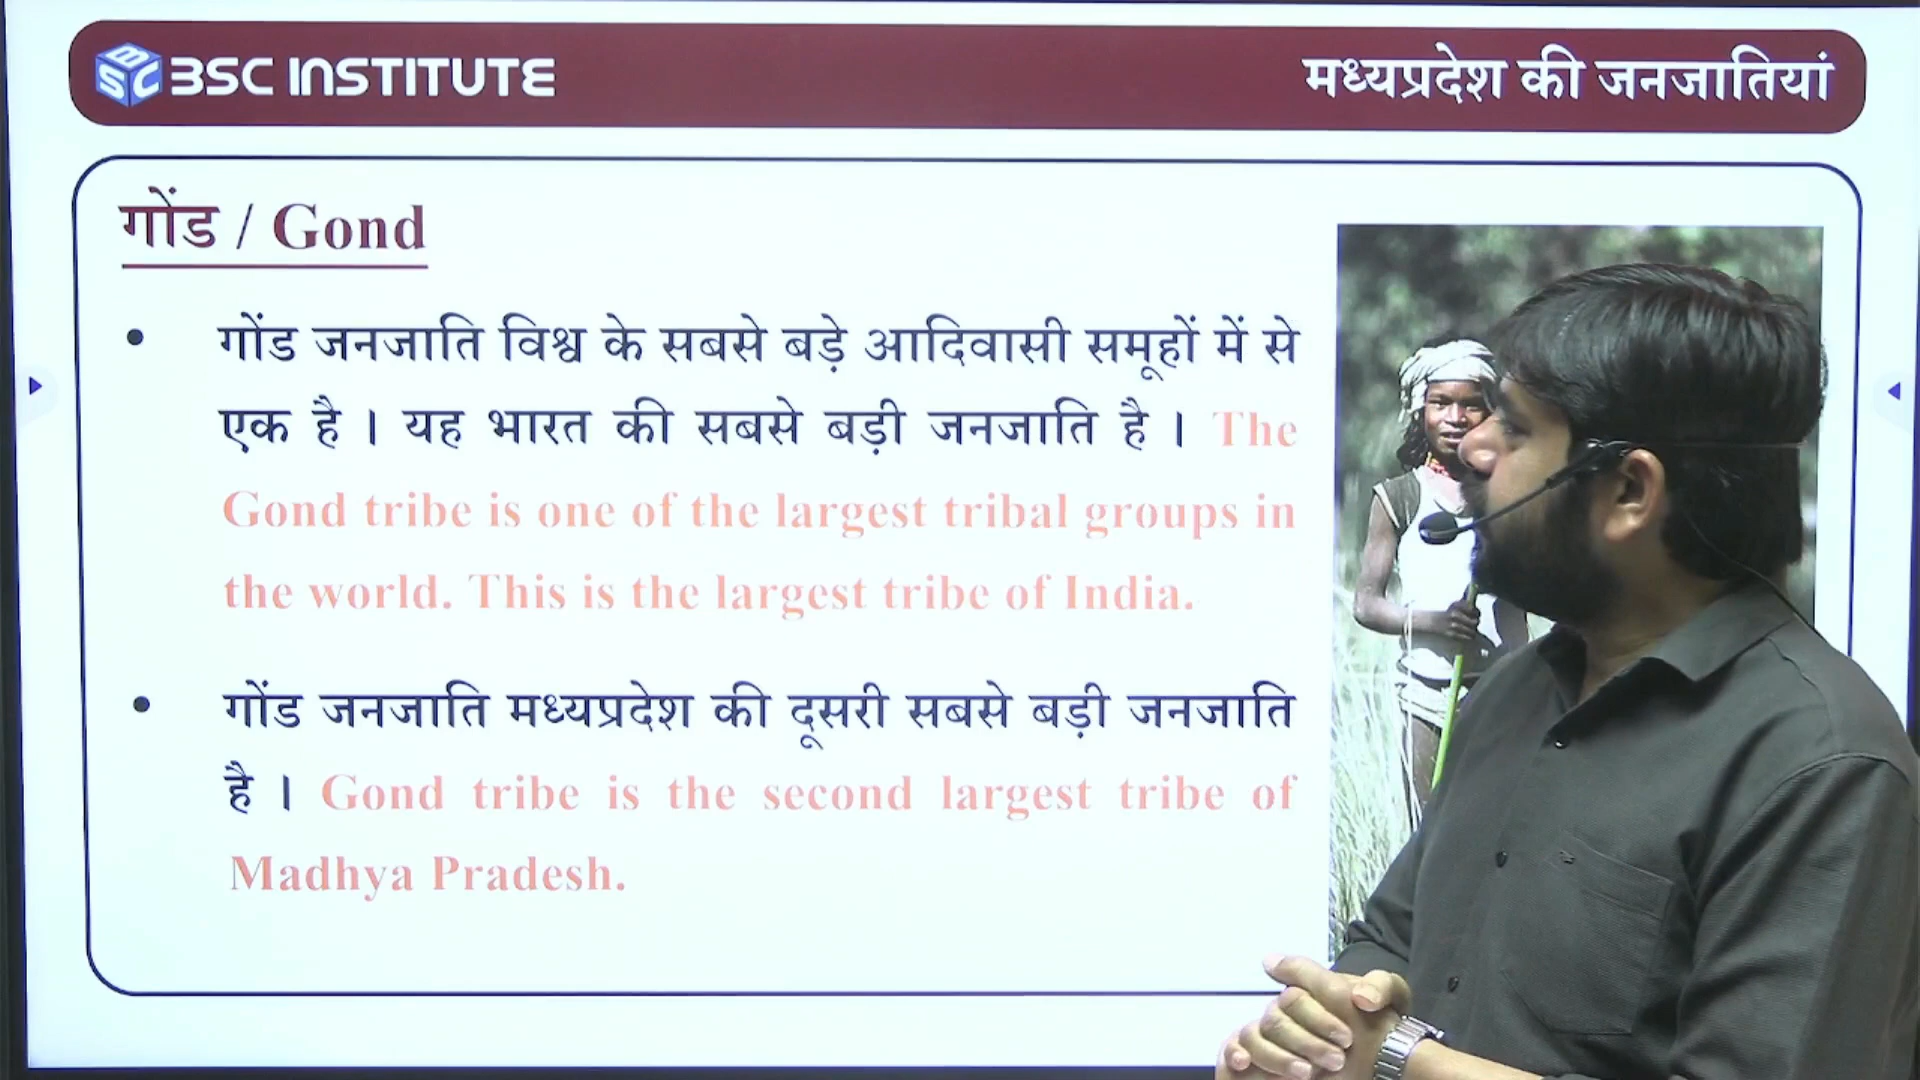 BSC INSTITUTE
मध्यप्रदेश की जनजातियां
गोंड / Gond
• गोंड जनजाति विश्व के सबसे बड़े आदिवासी समूहों में से
एक है । यह भारत की सबसे बड़ी जनजाति है । The
Gond tribe is one of the largest tribal groups in
the world. This is the largest tribe of India.
• गोंड जनजाति मध्यप्रदेश की दूसरी सबसे बड़ी जनजाति
है । Gond tribe is the second largest tribe of
Madhya Pradesh.